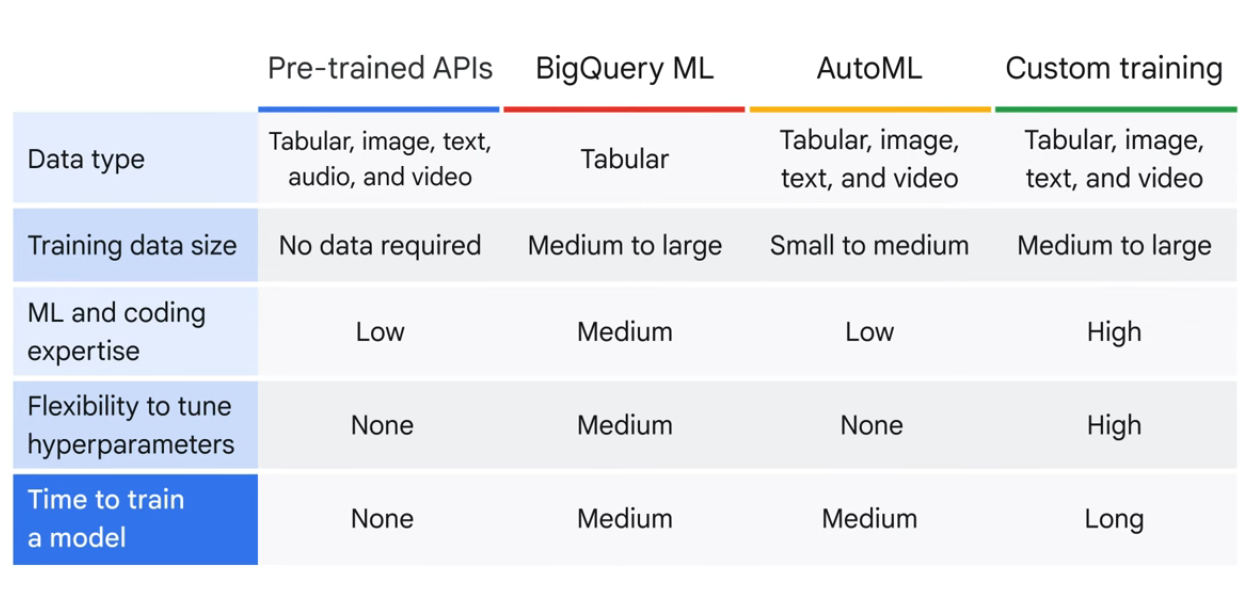 Pre-trained APIs BigQuery ML AutoML Custom training
Data type
Tabular, image, text,
audio, and video
Tabular
Tabular, image,
text, and video
Tabular, image,
text, and video
Training data size No data required Medium to large Small to medium Medium to large
ML and coding
expertise
Low Medium Low High
Flexibility to tune
hyperparameters
None Medium None High
Time to train
a model
None Medium Medium Long